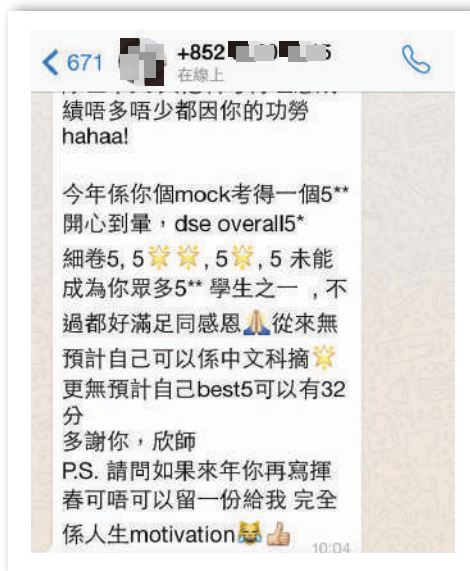 671
+852
在線上
績唔多唔少都因你的功勞
hahaa!
今年係你個mock考得一個5**
開心到暈，dse overall5*
細卷5, 5🌟🌟, 5🌟, 5 未能
成為你眾多5** 學生之一 ，不
過都好滿足同感恩🙏從來無
預計自己可以係中文科摘🌟
更無預計自己best5可以有32
分
多謝你，欣師
P.S. 請問如果來年你再寫揮
春可唔可以留一份給我 完全
係人生motivation😹👍
10:04